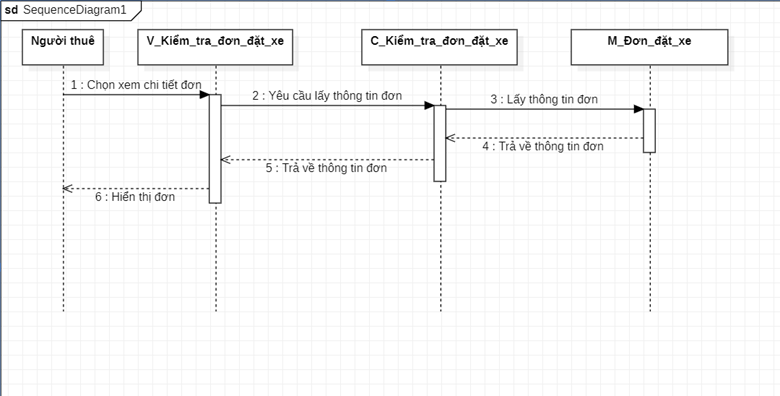 sd SequenceDiagram1
Người thuê
V_Kiểm_tra_đơn_đặt_xe
C_Kiểm_tra_đơn_đặt_xe
M_Đơn_đặt_xe
1 : Chọn xem chi tiết đơn
2 : Yêu cầu lấy thông tin đơn
3 : Lấy thông tin đơn
4 : Trả về thông tin đơn
5 : Trả về thông tin đơn
6 : Hiển thị đơn